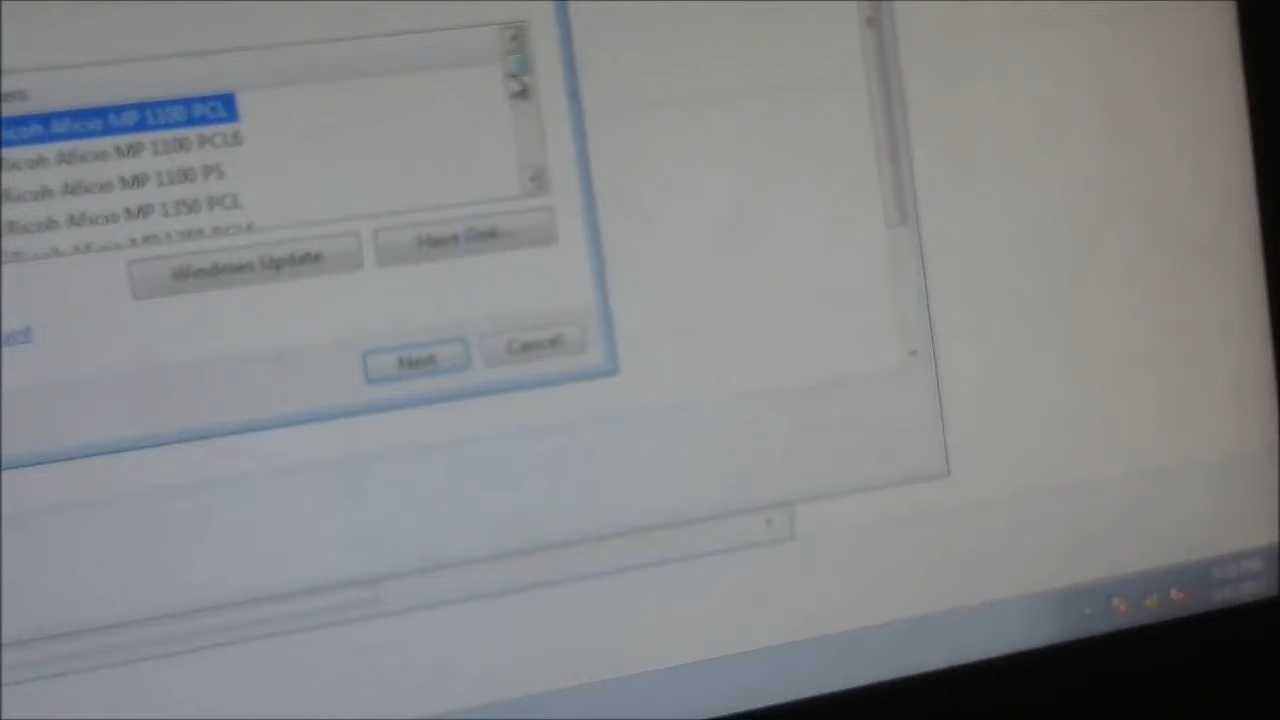 Ricoh Aficio MP 1100 PCL
Ricoh Aficio MP 1100 PCL6
Ricoh Aficio MP 1100 PS
Ricoh Aficio MP 1350 PCL
Windows Update
Have Disk...
Next
Cancel